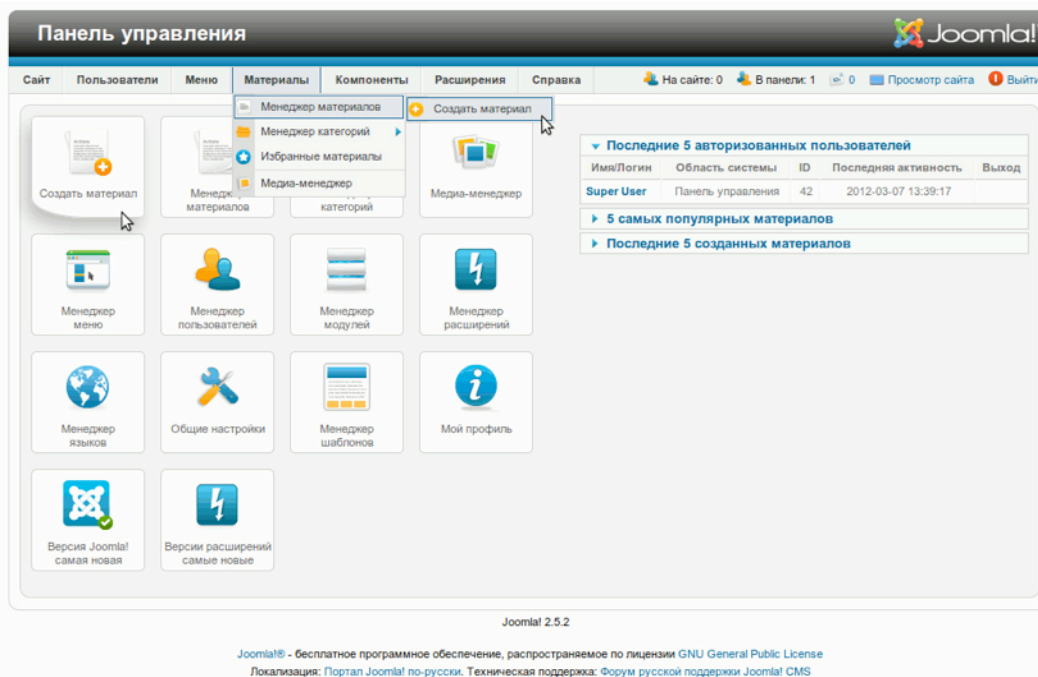 Панель управления
Joomla!
Сайт Пользователи Меню Материалы Компоненты Расширения Справка На сайте: 0 В панели: 1 0 Просмотр сайта Выйти
Менеджер материалов
Создать материал
Менеджер категорий
Избранные материалы
Медиа-менеджер
Создать материал
материалов
категорий
Медиа-менеджер
Менеджер
меню
Менеджер
пользователей
Менеджер
модулей
Менеджер
расширений
Менеджер
языков
Общие настройки
Менеджер
шаблонов
Мой профиль
Версия Joomla!
самая новая
Версии расширений
самые новые
Последние 5 авторизованных пользователей
Имя/Логин Область системы ID Последняя активность Выход
Super User Панель управления 42 2012-03-07 13:39:17
5 самых популярных материалов
Последние 5 созданных материалов
Joomla! 2.5.2
Joomla!® - бесплатное программное обеспечение, распространяемое по лицензии GNU General Public License
Локализация: Портал Joomla! по-русски. Техническая поддержка: Форум русской поддержки Joomla! CMS